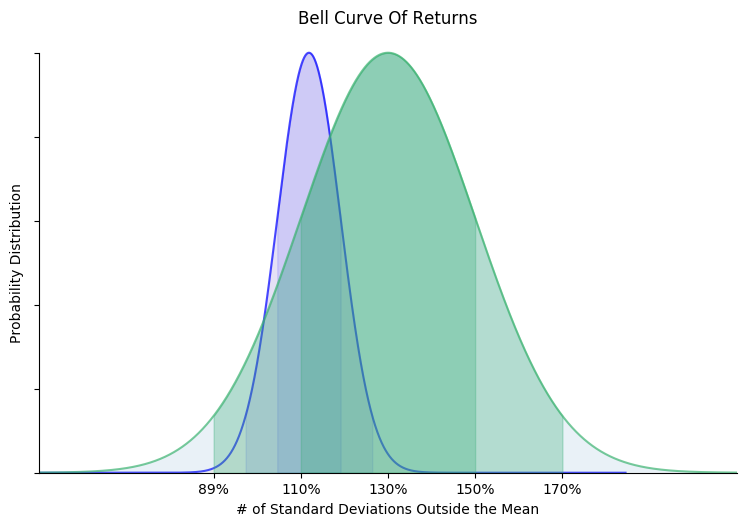 Bell Curve Of Returns
Probability Distribution
89% 110% 130% 150% 170%
# of Standard Deviations Outside the Mean